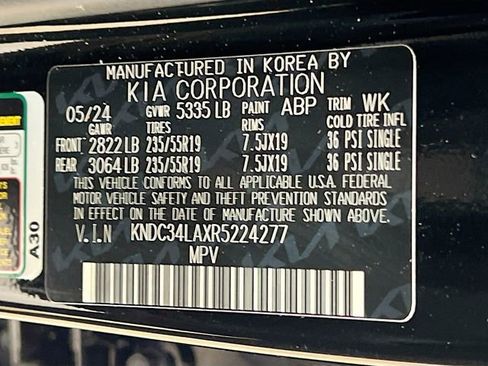 MANUFACTURED IN KOREA BY
KIA CORPORATION
05/24 GVWR 5335 LB PAINT ABP TRIM WK
GAWR TIRES RIMS COLD TIRE INFL
FRONT 2822 LB 235/55R19 7.5JX19 36 PSI SINGLE
REAR 3064 LB 235/55R19 7.5JX19 36 PSI SINGLE
THIS VEHICLE CONFORMS TO ALL APPLICABLE U.S.A. FEDERAL
MOTOR VEHICLE SAFETY AND THEFT PREVENTION STANDARDS
IN EFFECT ON THE DATE OF MANUFACTURE SHOWN ABOVE.
V.I.N KNDC34LAXR5224277
MPV
A30